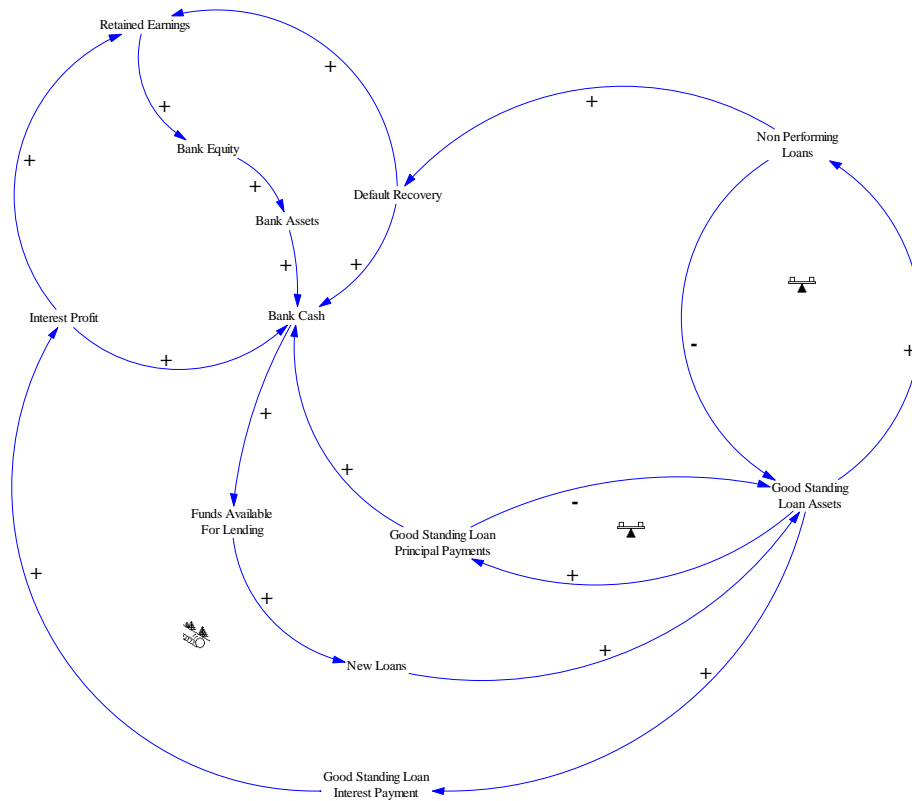 Retained Earnings
+
+
+
Non Performing
Loans
Bank Equity
+
+
Default Recovery
Bank Assets
+
+
Interest Profit
Bank Cash
+
-
+
+
+
Good Standing
Loan Assets
-
Funds Available
For Lending
Good Standing Loan
Principal Payments
+
+
+
+
New Loans
+
+
Good Standing Loan
Interest Payment